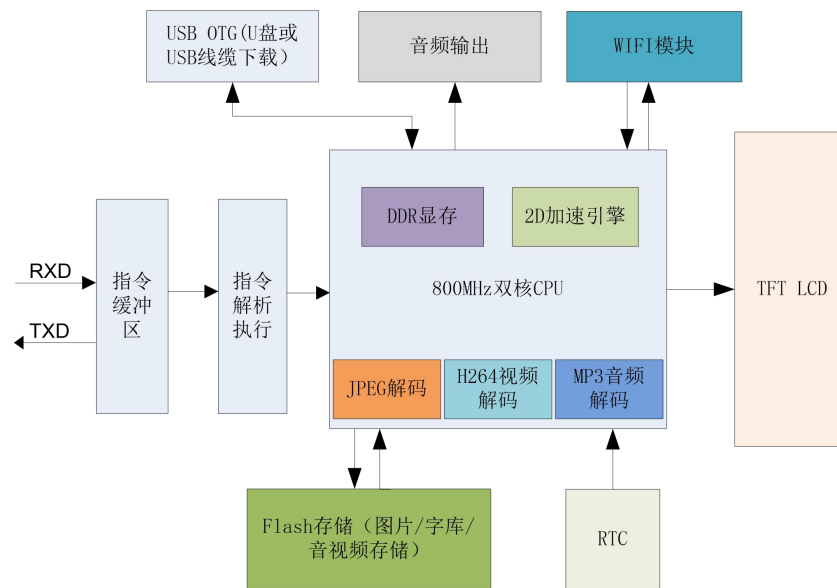 USB OTG(U盘或
USB线缆下载）
音频输出
WIFI模块
DDR显存
2D加速引擎
RXD
TXD
指令
缓冲
区
指令
解析
执行
800MHz双核CPU
TFT LCD
JPEG解码
H264视频
解码
MP3音频
解码
Flash存储（图片/字库/
音视频存储）
RTC